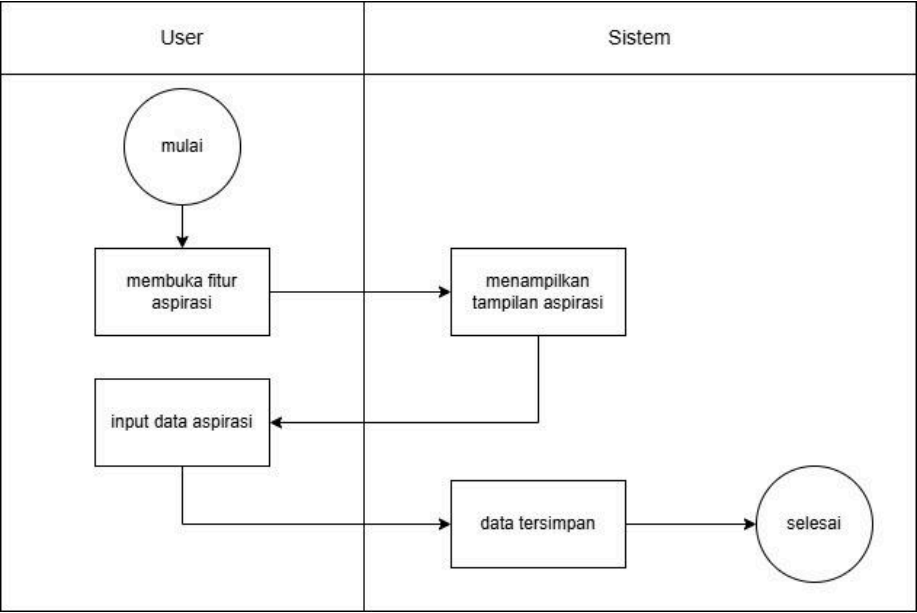 User
Sistem
mulai
membuka fitur
aspirasi
menampilkan
tampilan aspirasi
input data aspirasi
data tersimpan
selesai